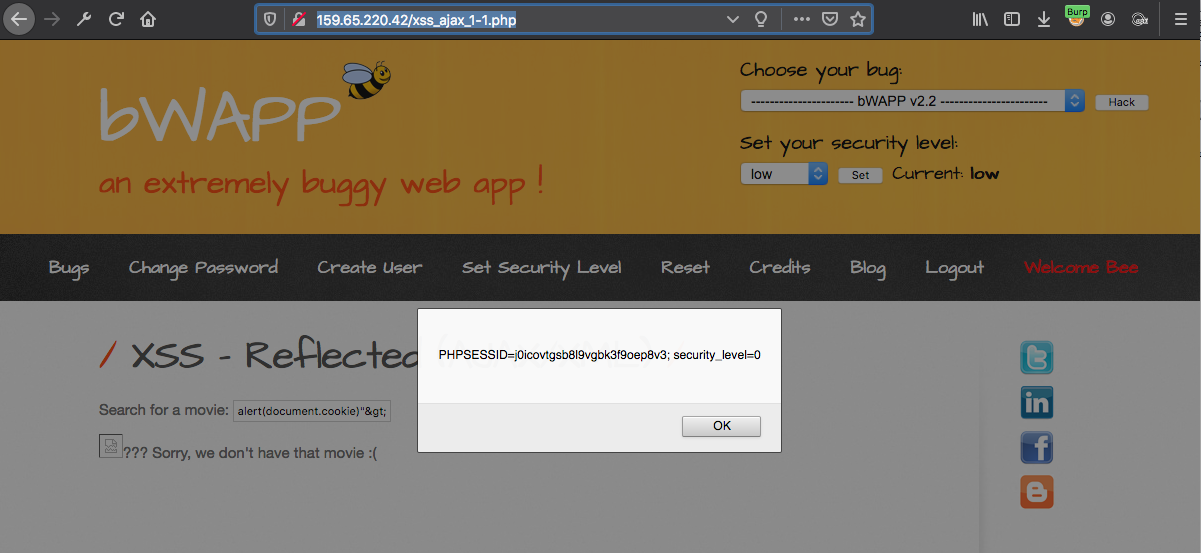 159.65.220.42/xss_ajax_1-1.php
Burp
bWAPP
an extremely buggy web app !
Choose your bug:
---------------------- bWAPP v2.2 -----------------------
Hack
Set your security level:
low
Set
Current: low
Bugs
Change Password
Create User
Set Security Level
Reset
Credits
Blog
Logout
Welcome Bee
/ XSS - Reflected
PHPSESSID=j0icovtgsb8l9vgbk3f9oep8v3; security_level=0
OK
Search for a movie: alert(document.cookie)"&gt;
??? Sorry, we don't have that movie :(